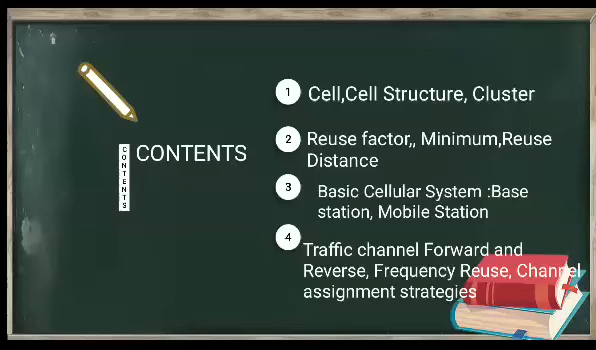 CONTENTS
CONTENTS
1 Cell,Cell Structure, Cluster
2 Reuse factor,, Minimum,Reuse
Distance
3 Basic Cellular System :Base
station, Mobile Station
4 Traffic channel Forward and
Reverse, Frequency Reuse, Channel
assignment strategies